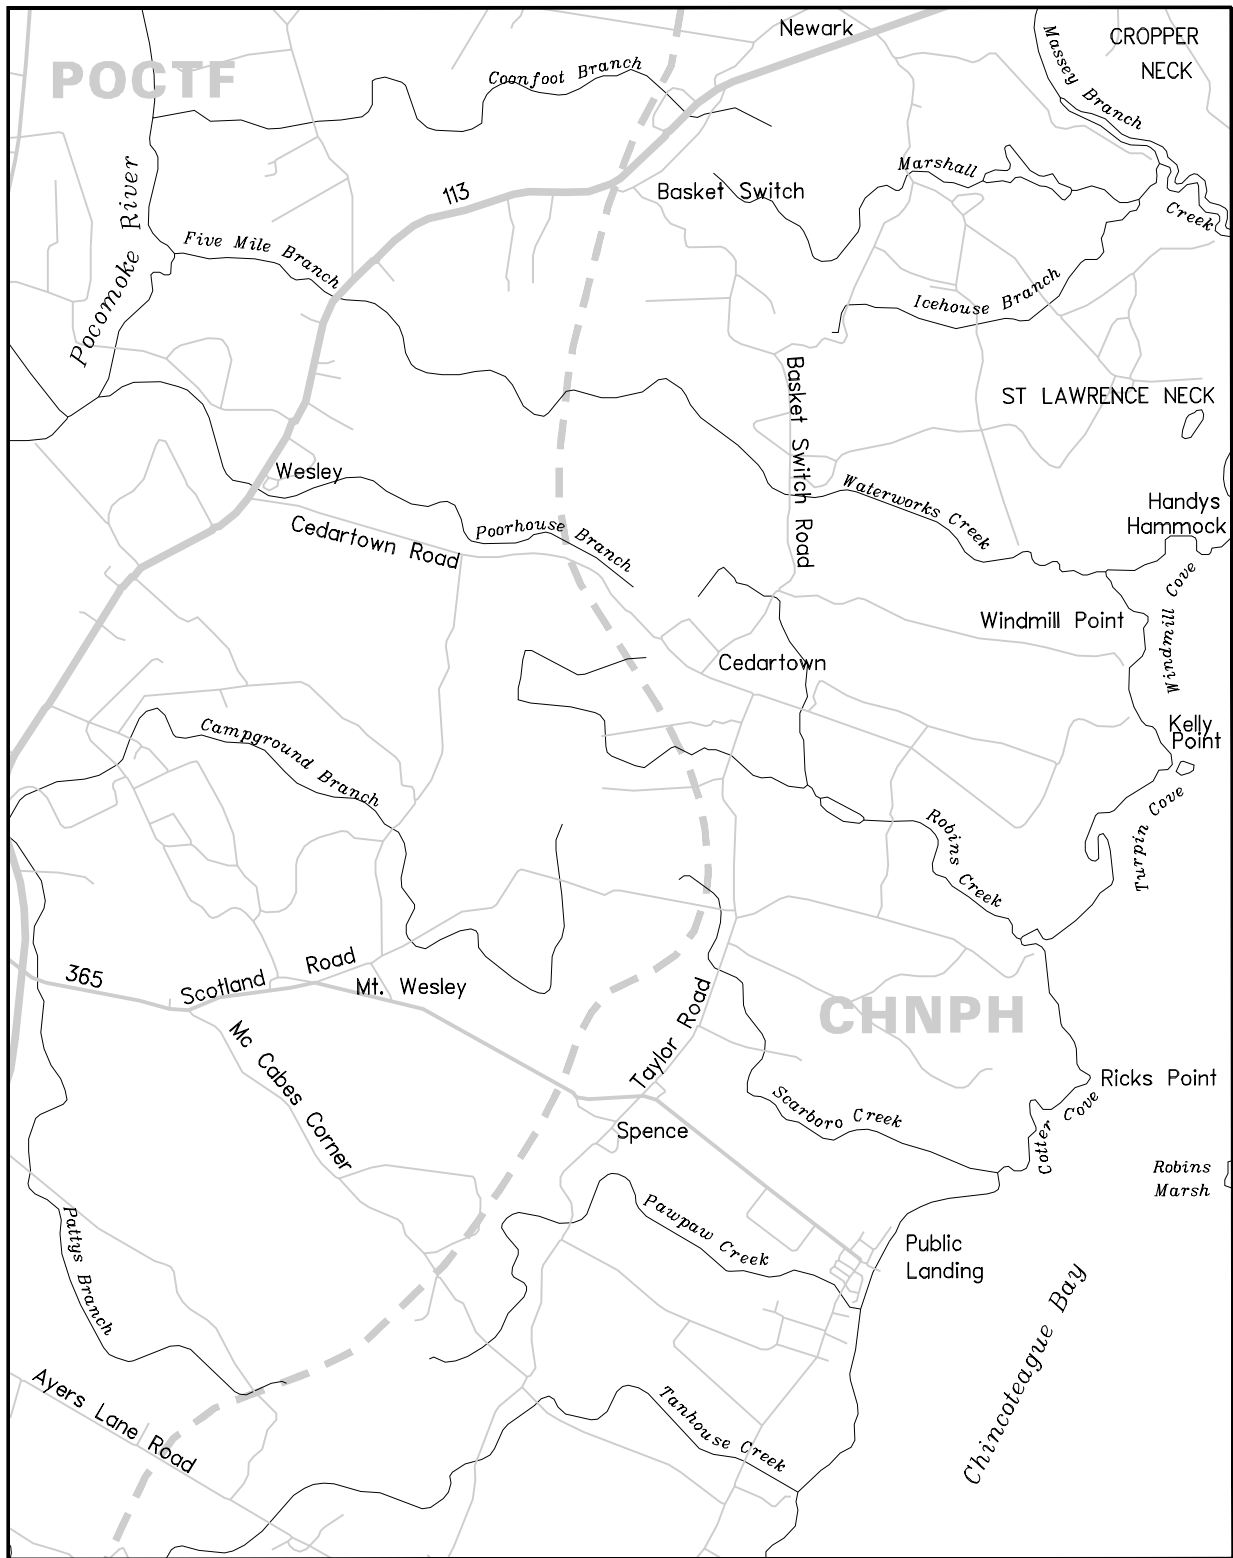 Newark
CROPPER
NECK
POCTF
Coonfoot Branch
Massey Branch
Pocomoke River
113
Basket Switch
Marshall
Creek
Five Mile Branch
Icehouse Branch
Basket Switch Road
ST LAWRENCE NECK
Wesley
Waterworks Creek
Handys
Hammock
Cedartown Road
Poorhouse Branch
Windmill Cove
Windmill Point
Cedartown
Kelly
Point
Campground Branch
Turpin Cove
Robins Creek
365
Scotland Road
Mt. Wesley
Taylor Road
CHNPH
Mc Cabes Corner
Ricks Point
Scarboro Creek
Cotter Cove
Spence
Robins
Marsh
Pawpaw Creek
Pattys Branch
Public
Landing
Chincoteague Bay
Ayers Lane Road
Tanhouse Creek